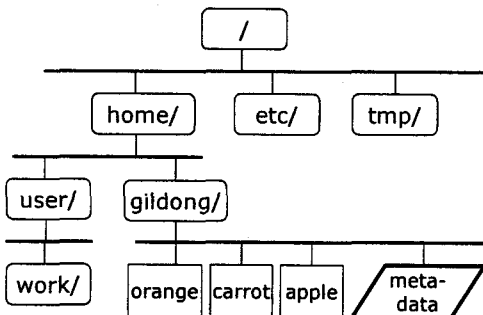 /
home/
etc/
tmp/
user/
gildong/
work/
orange
carrot
apple
meta-
data